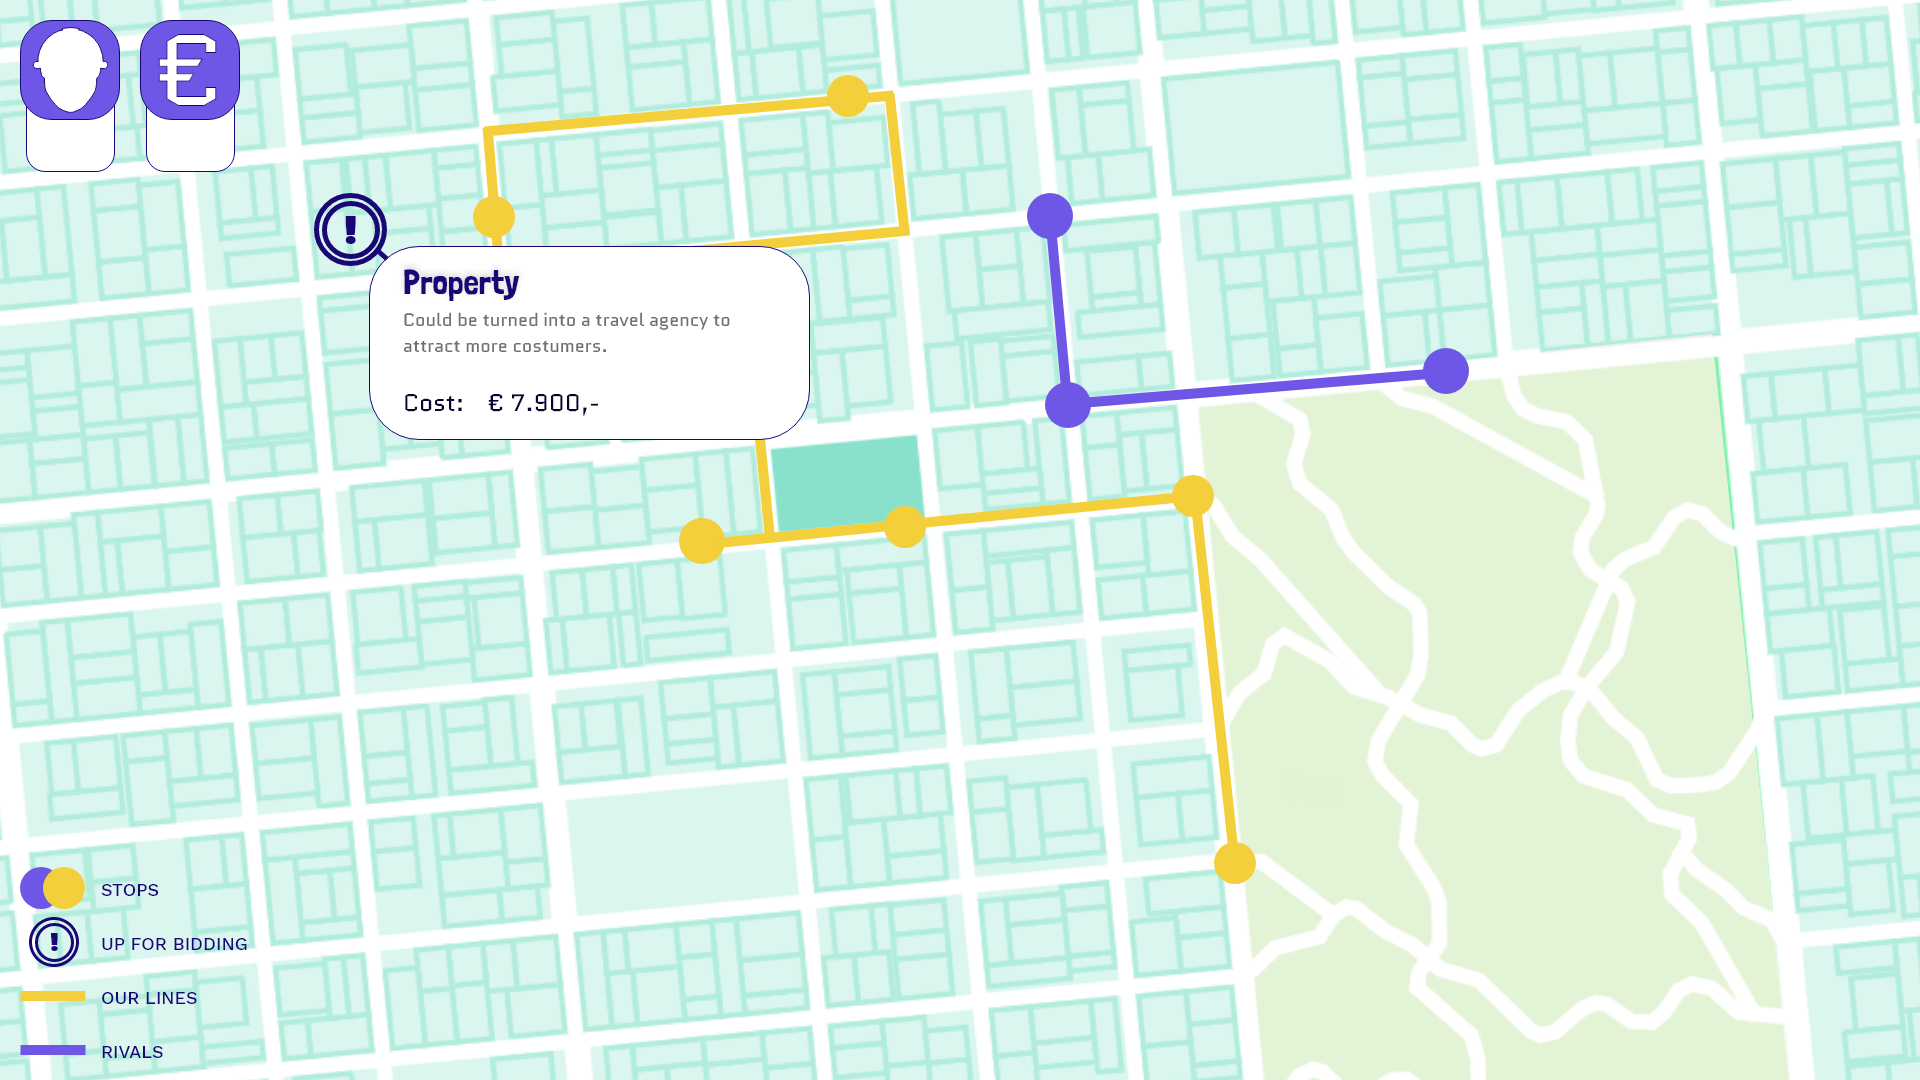 €
!
Property
Could be turned into a travel agency to
attract more costumers.
Cost: € 7.900,-
STOPS
!
UP FOR BIDDING
OUR LINES
RIVALS